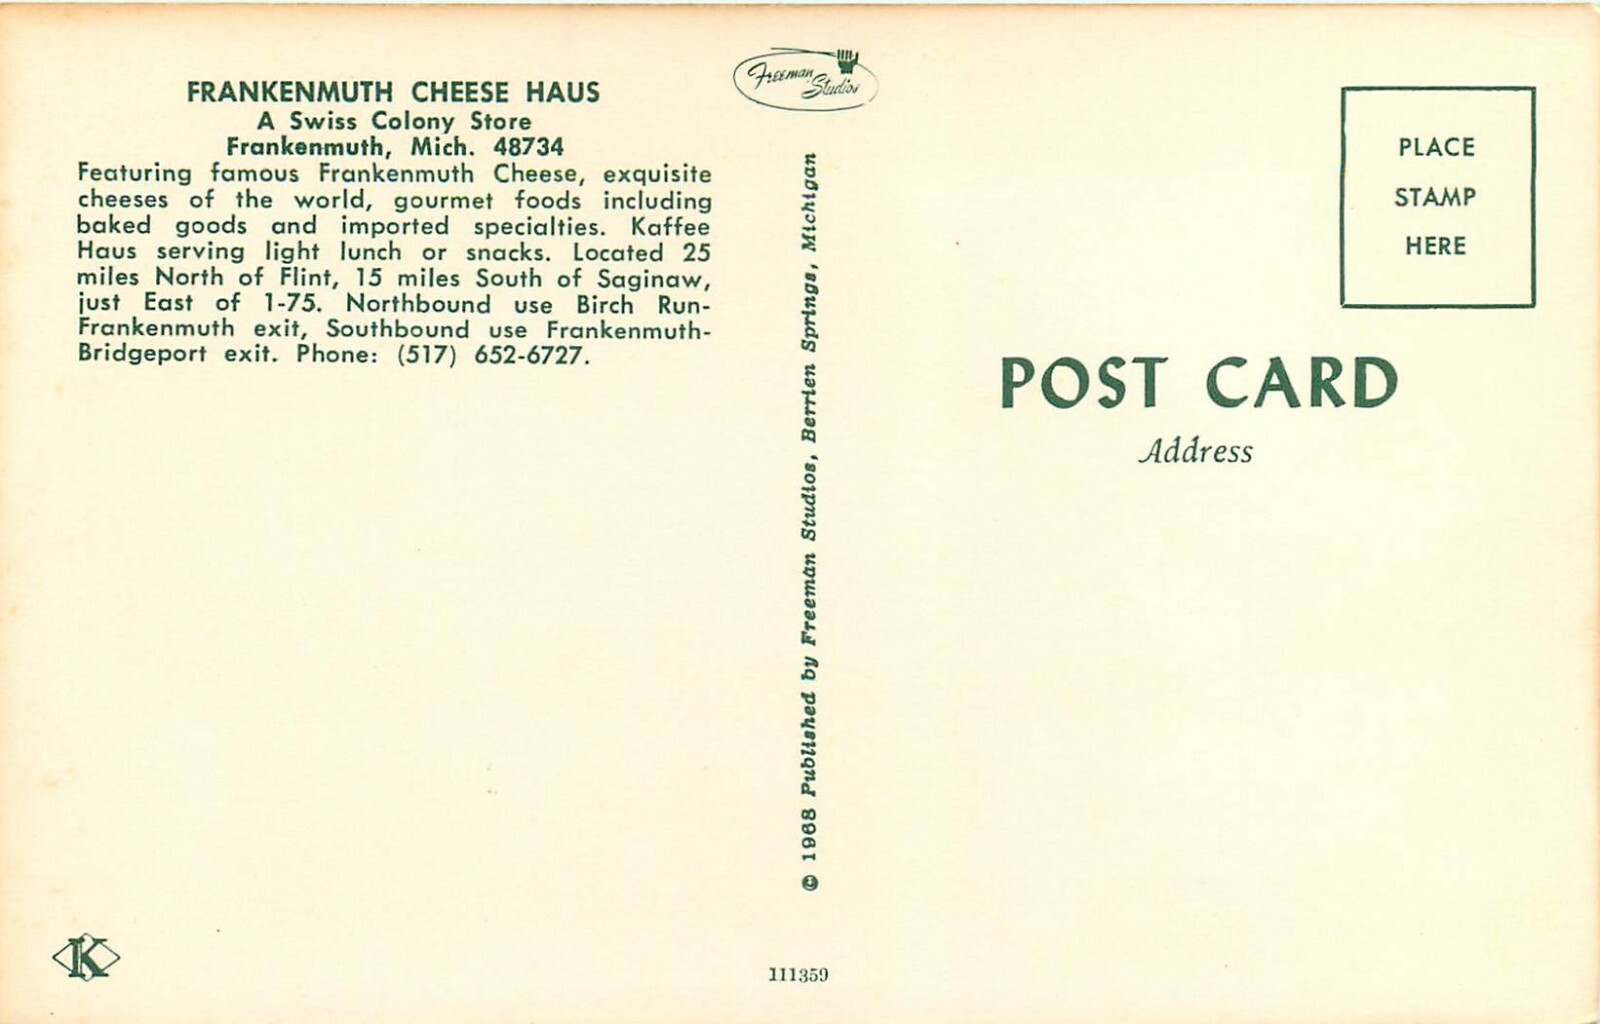 FRANKENMUTH CHEESE HAUS
A Swiss Colony Store
Frankenmuth, Mich. 48734
Featuring famous Frankenmuth Cheese, exquisite
cheeses of the world, gourmet foods including
baked goods and imported specialties. Kaffee
Haus serving light lunch or snacks. Located 25
miles North of Flint, 15 miles South of Saginaw,
just East of 1-75. Northbound use Birch Run-
Frankenmuth exit, Southbound use Frankenmuth-
Bridgeport exit. Phone: (517) 652-6727.
K
Freeman
Studios
© 1968 Published by Freeman Studios, Berrien Springs, Michigan
111359
PLACE
STAMP
HERE
POST CARD
Address